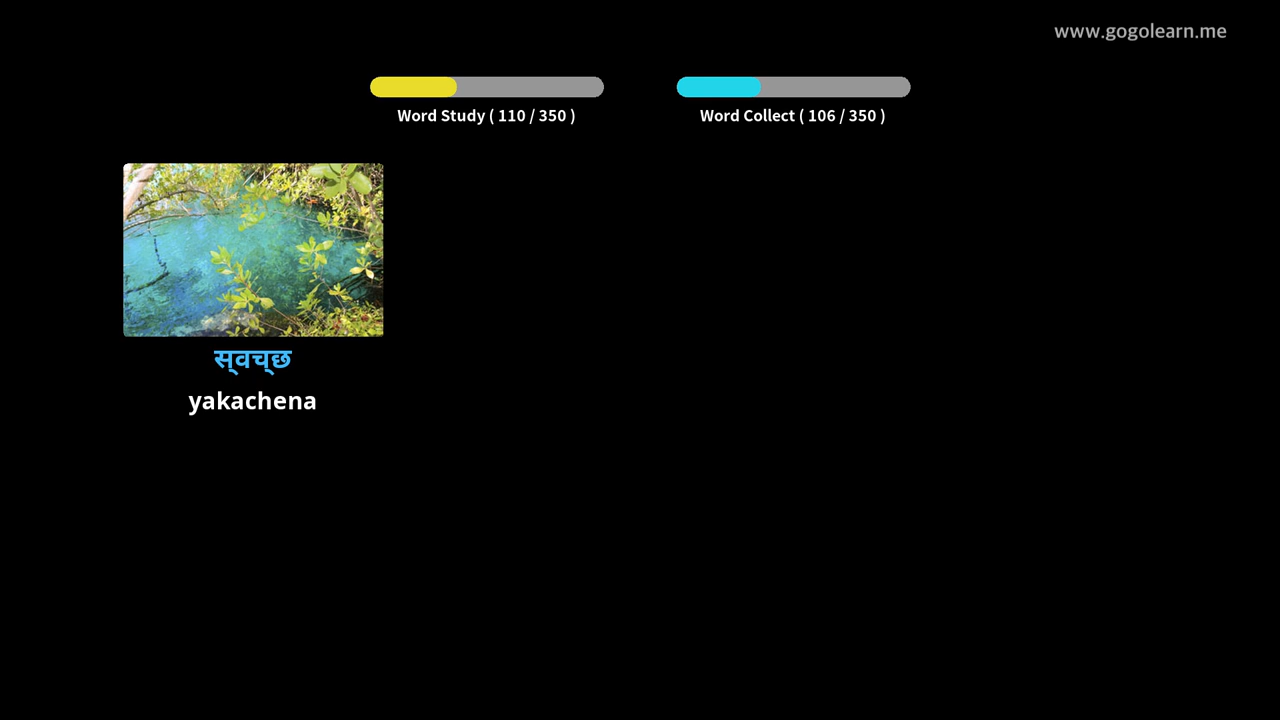 www.gogolearn.me
Word Study ( 110 / 350 )
Word Collect ( 106 / 350 )
स्‌वच्‌छ
yakachena